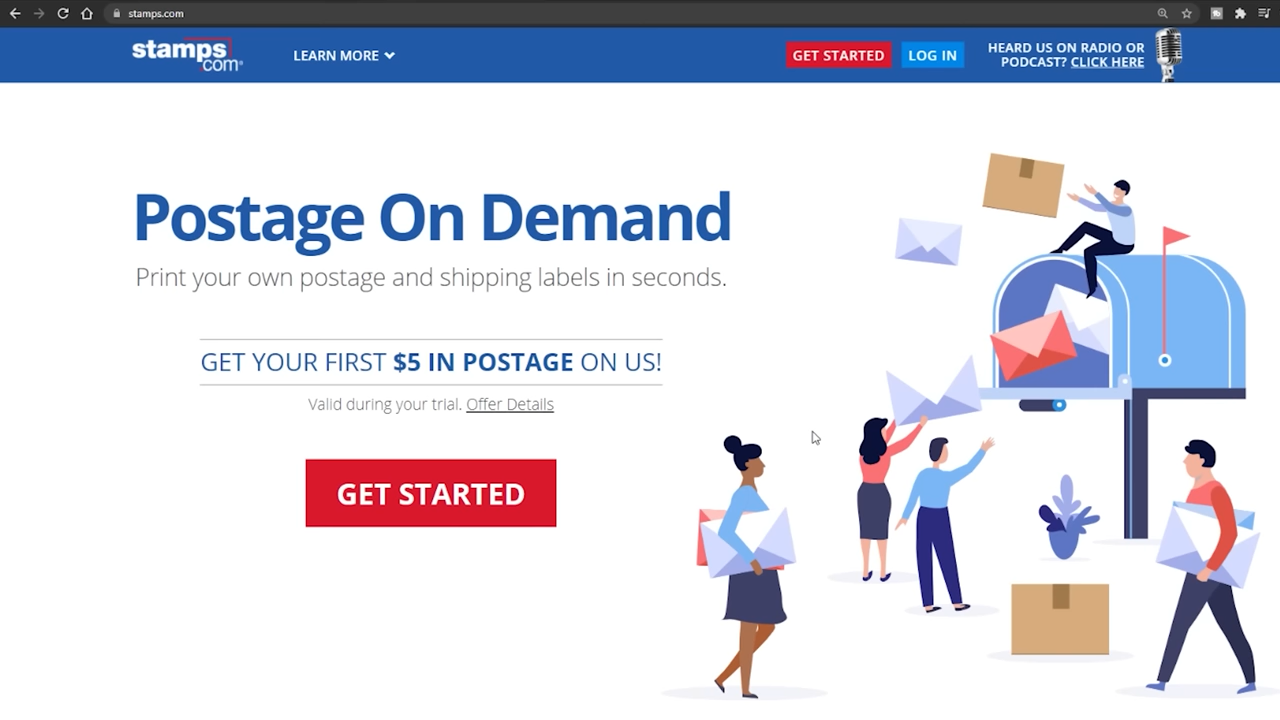 stamps.com
stamps
.com
LEARN MORE
GET STARTED
LOG IN
HEARD US ON RADIO OR
PODCAST? CLICK HERE
Postage On Demand
Print your own postage and shipping labels in seconds.
GET YOUR FIRST $5 IN POSTAGE ON US!
Valid during your trial. Offer Details
GET STARTED